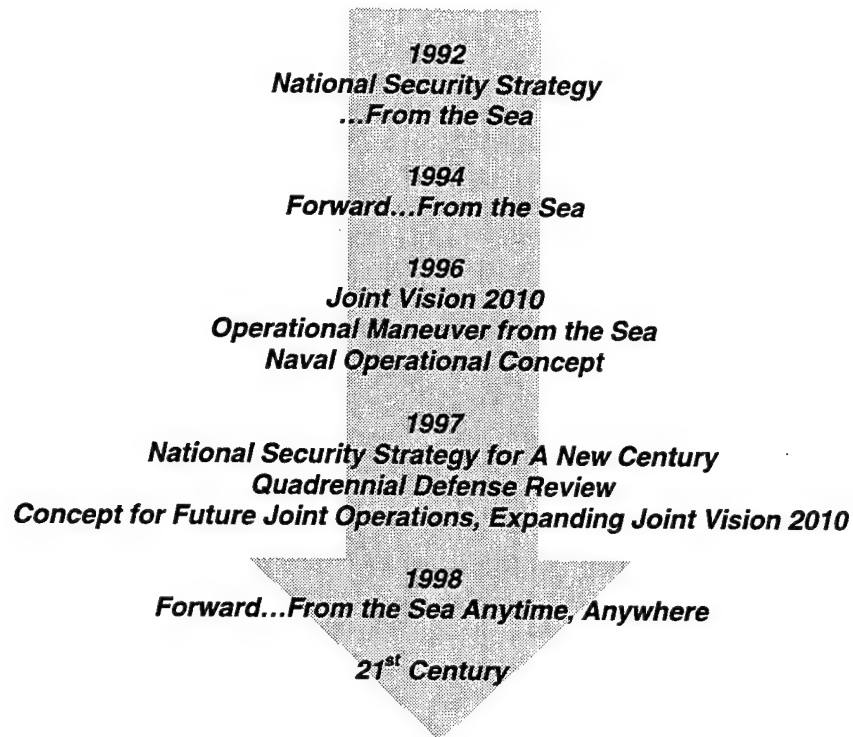 1992
National Security Strategy
...From the Sea
1994
Forward...From the Sea
1996
Joint Vision 2010
Operational Maneuver from the Sea
Naval Operational Concept
1997
National Security Strategy for A New Century
Quadrennial Defense Review
Concept for Future Joint Operations, Expanding Joint Vision 2010
1998
Forward...From the Sea Anytime, Anywhere
21st Century